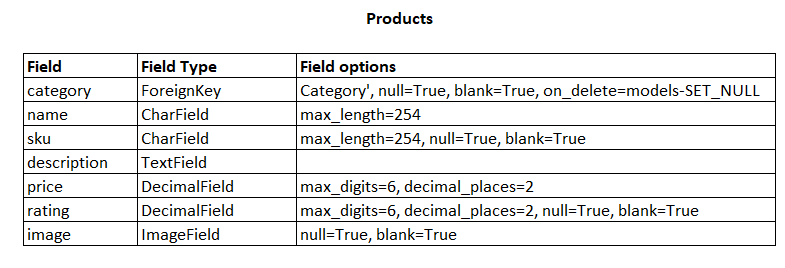 Products
Field Field Type Field options
category ForeignKey Category', null=True, blank=True, on_delete=models-SET_NULL
name CharField max_length=254
sku CharField max_length=254, null=True, blank=True
description TextField
price DecimalField max_digits=6, decimal_places=2
rating DecimalField max_digits=6, decimal_places=2, null=True, blank=True
image ImageField null=True, blank=True